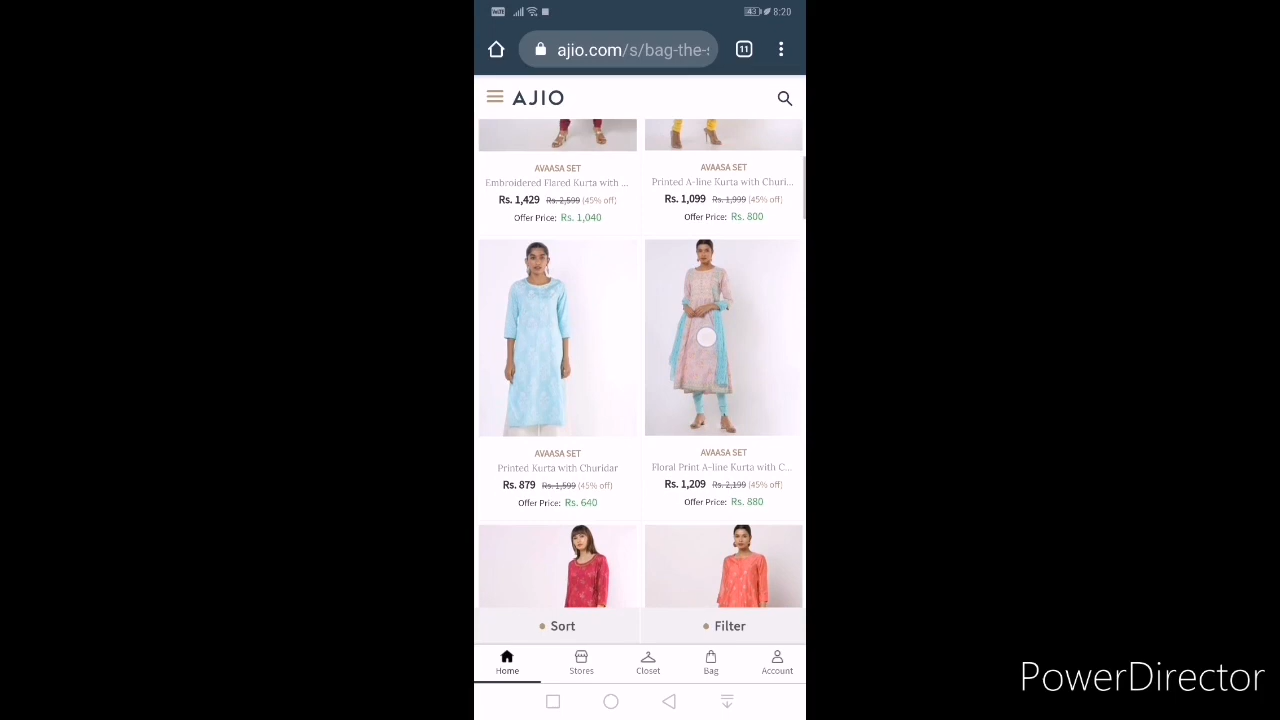 VoLTE 43 8:20
ajio.com/s/bag-the-s 11
AJIO
AVAASA SET
Embroidered Flared Kurta with ...
Rs. 1,429 Rs. 2,599 (45% off)
Offer Price: Rs. 1,040
AVAASA SET
Printed A-line Kurta with Churi...
Rs. 1,099 Rs. 1,999 (45% off)
Offer Price: Rs. 800
AVAASA SET
Printed Kurta with Churidar
Rs. 879 Rs. 1,599 (45% off)
Offer Price: Rs. 640
AVAASA SET
Floral Print A-line Kurta with C...
Rs. 1,209 Rs. 2,199 (45% off)
Offer Price: Rs. 880
Sort Filter
Home Stores Closet Bag Account
PowerDirector